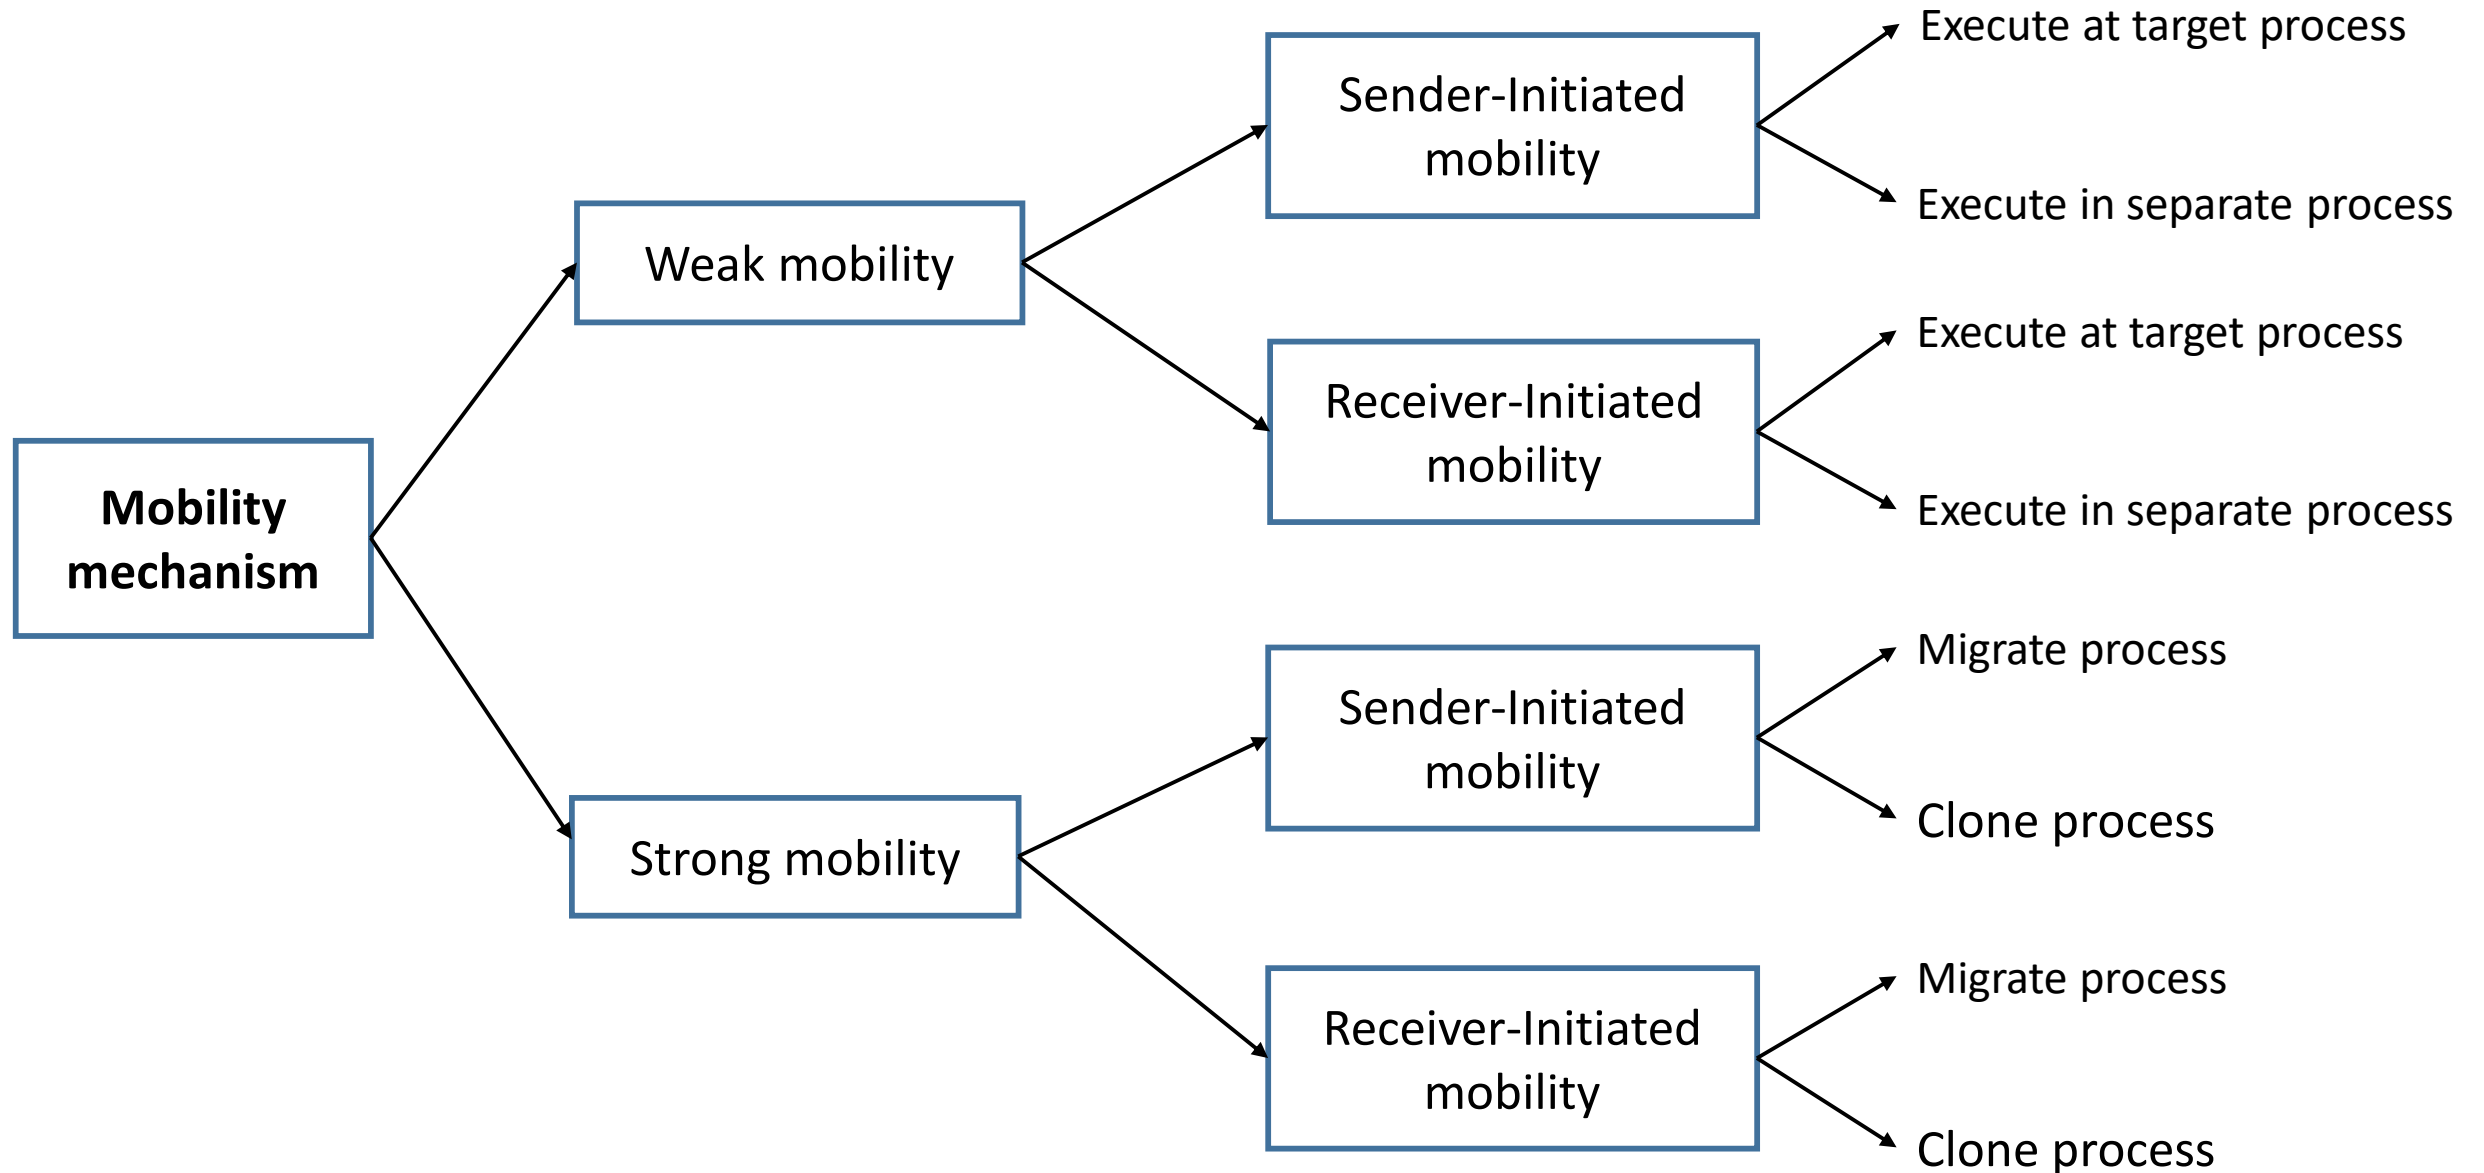 Execute at target process
Sender-Initiated
mobility
Execute in separate process
Weak mobility
Execute at target process
Receiver-Initiated
mobility
Execute in separate process
Mobility
mechanism
Migrate process
Sender-Initiated
mobility
Clone process
Strong mobility
Migrate process
Receiver-Initiated
mobility
Clone process